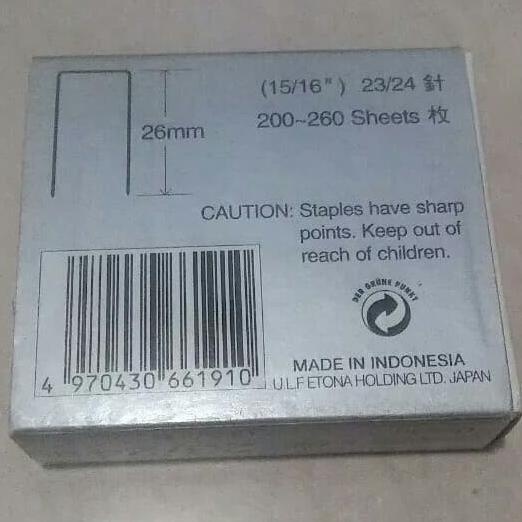 (15/16") 23/24 針
26mm
200~260 Sheets 枚
CAUTION: Staples have sharp
points. Keep out of
reach of children.
DER GRÜNE PUNKT
MADE IN INDONESIA
4 970430 661910
ULF ETONA HOLDING LTD. JAPAN